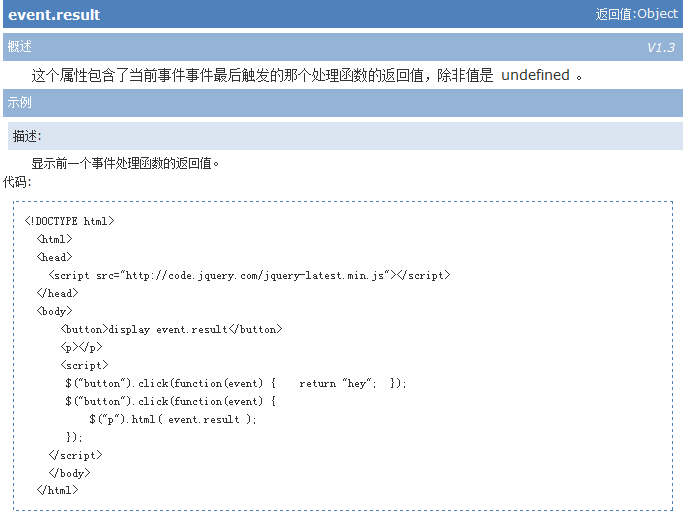 event.result 返回值:Object
概述 V1.3
这个属性包含了当前事件事件最后触发的那个处理函数的返回值，除非值是 undefined 。
示例
描述:
显示前一个事件处理函数的返回值。
代码:
<!DOCTYPE html>
<html>
<head>
<script src="http://code.jquery.com/jquery-latest.min.js"></script>
</head>
<body>
<button>display event.result</button>
<p></p>
<script>
$("button").click(function(event) {    return "hey";  });
$("button").click(function(event) {
$("p").html( event.result );
});
</script>
</body>
</html>